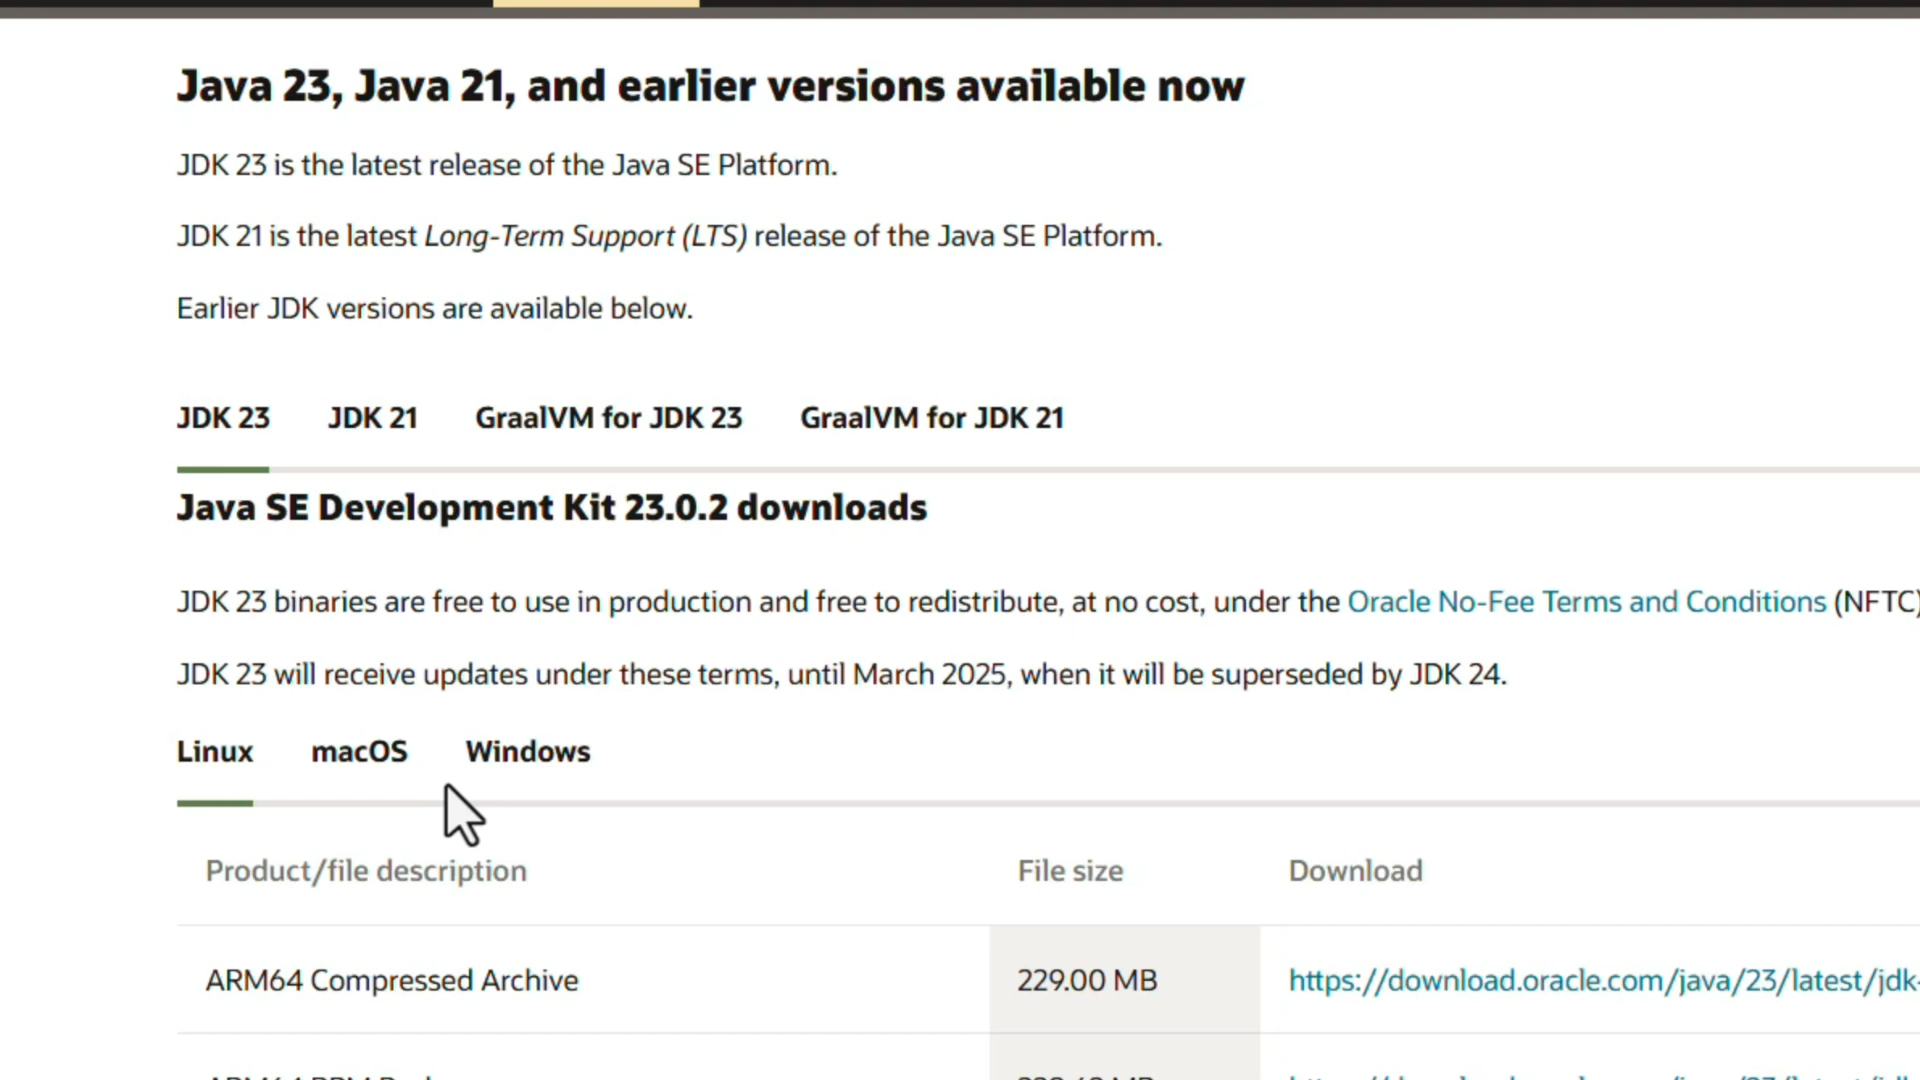 Java 23, Java 21, and earlier versions available now
JDK 23 is the latest release of the Java SE Platform.
JDK 21 is the latest Long-Term Support (LTS) release of the Java SE Platform.
Earlier JDK versions are available below.
JDK 23 JDK 21 GraalVM for JDK 23 GraalVM for JDK 21
Java SE Development Kit 23.0.2 downloads
JDK 23 binaries are free to use in production and free to redistribute, at no cost, under the Oracle No-Fee Terms and Conditions (NFTC)
JDK 23 will receive updates under these terms, until March 2025, when it will be superseded by JDK 24.
Linux macOS Windows
Product/file description File size Download
ARM64 Compressed Archive 229.00 MB https://download.oracle.com/java/23/latest/jdk-